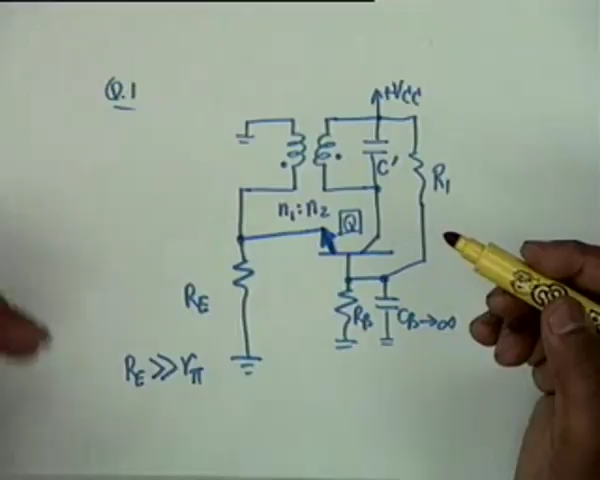 Q.1
+VCC
C'
R1
n1:n2
Q
RE
RB
CB→∞
RE≫rπ